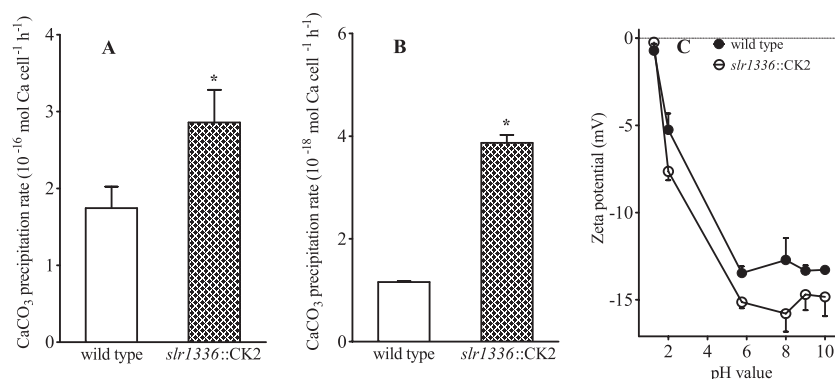 CaCO3 precipitation rate (10 -16 mol Ca cell-1 h-1)
4
3
2
1
0
A
*
wild type
slr1336::CK2
CaCO3 precipitation rate (10 -18 mol Ca cell -1 h-1)
6
4
2
0
B
*
wild type
slr1336::CK2
Zeta potential (mV)
0
-5
-10
-15
C
wild type
slr1336::CK2
2
4
6
8
10
pH value